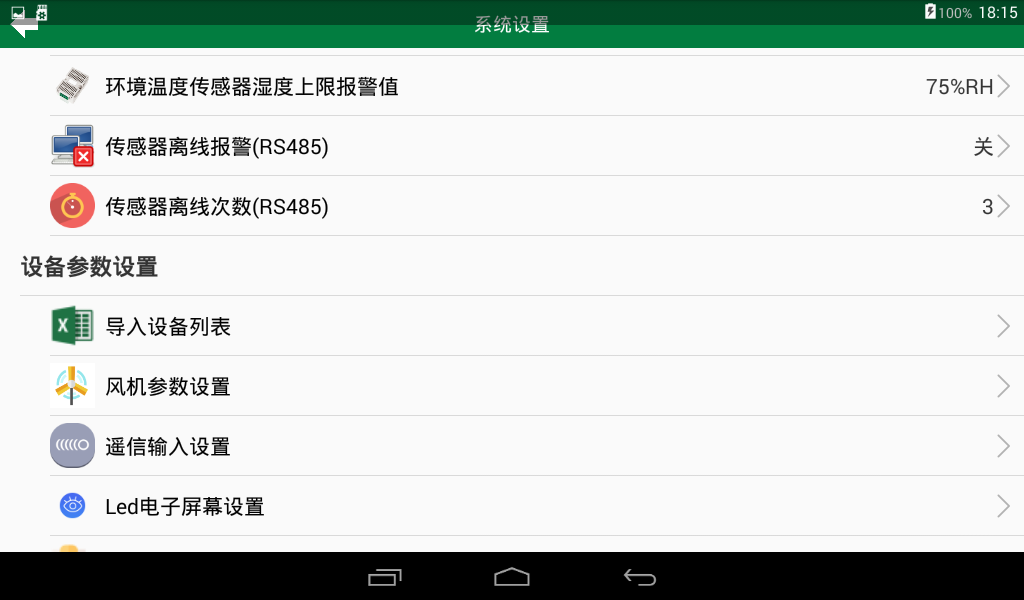 100% 18:15
系统设置
环境温度传感器湿度上限报警值 75%RH
传感器离线报警(RS485) 关
传感器离线次数(RS485) 3
设备参数设置
X 导入设备列表
风机参数设置
遥信输入设置
Led电子屏幕设置